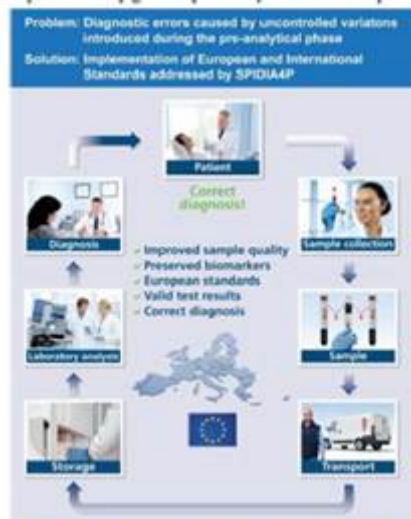 Problem: Diagnostic errors caused by uncontrolled variatons
introduced during the pre-analytical phase
Solution: Implementation of European and International
Standards addressed by SPIDIA4P
Patient
Correct
diagnosis!
Diagnosis
Sample collection
✓ Improved sample quality
✓ Preserved biomarkers
✓ European standards
✓ Valid test results
✓ Correct diagnosis
Laboratory analysis
Sample
Storage
Transport